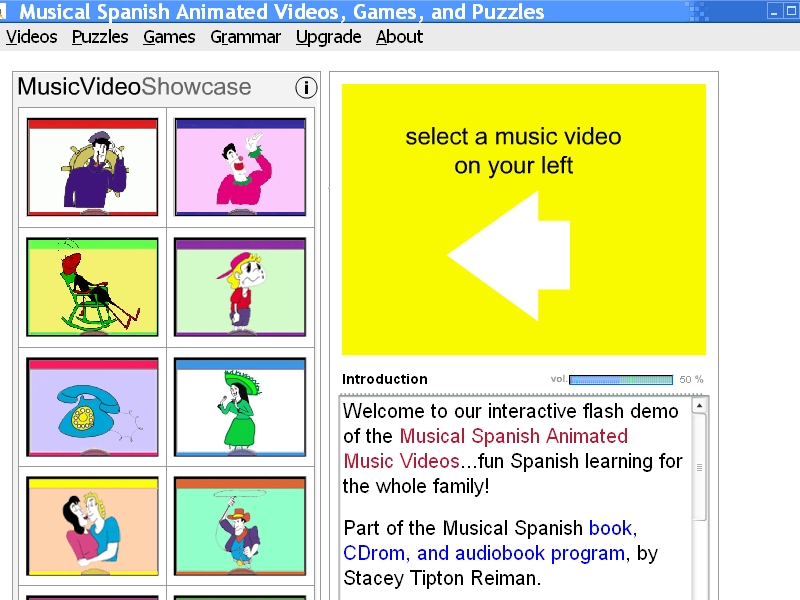 Musical Spanish Animated Videos, Games, and Puzzles
Videos Puzzles Games Grammar Upgrade About
MusicVideoShowcase i
select a music video
on your left
Introduction vol. 50 %
Welcome to our interactive flash demo
of the Musical Spanish Animated
Music Videos...fun Spanish learning for
the whole family!
Part of the Musical Spanish book,
CDrom, and audiobook program, by
Stacey Tipton Reiman.